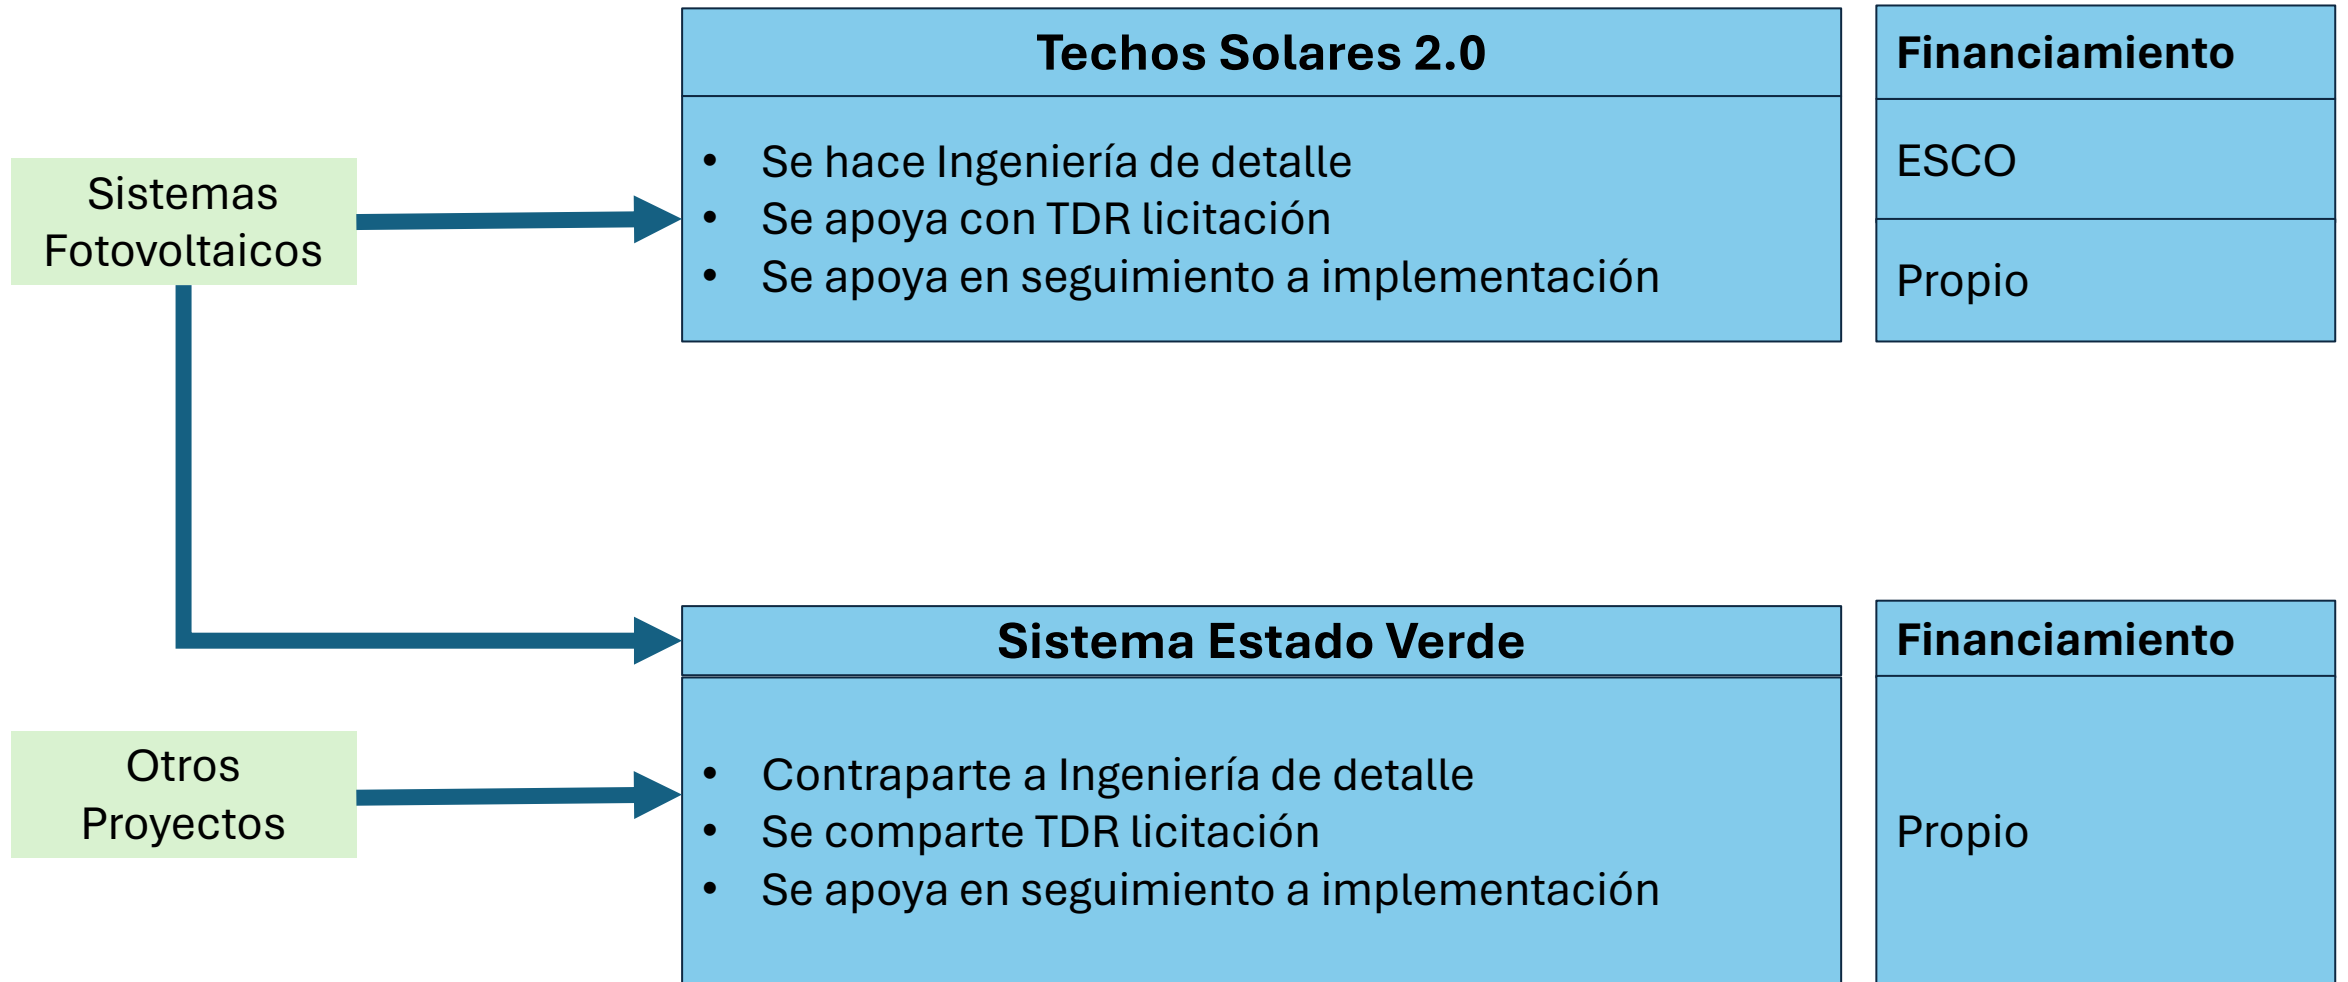 Techos Solares 2.0
Financiamiento
Sistemas
Fotovoltaicos
• Se hace Ingeniería de detalle
• Se apoya con TDR licitación
• Se apoya en seguimiento a implementación
ESCO
Propio
Sistema Estado Verde
Financiamiento
Otros
Proyectos
• Contraparte a Ingeniería de detalle
• Se comparte TDR licitación
• Se apoya en seguimiento a implementación
Propio